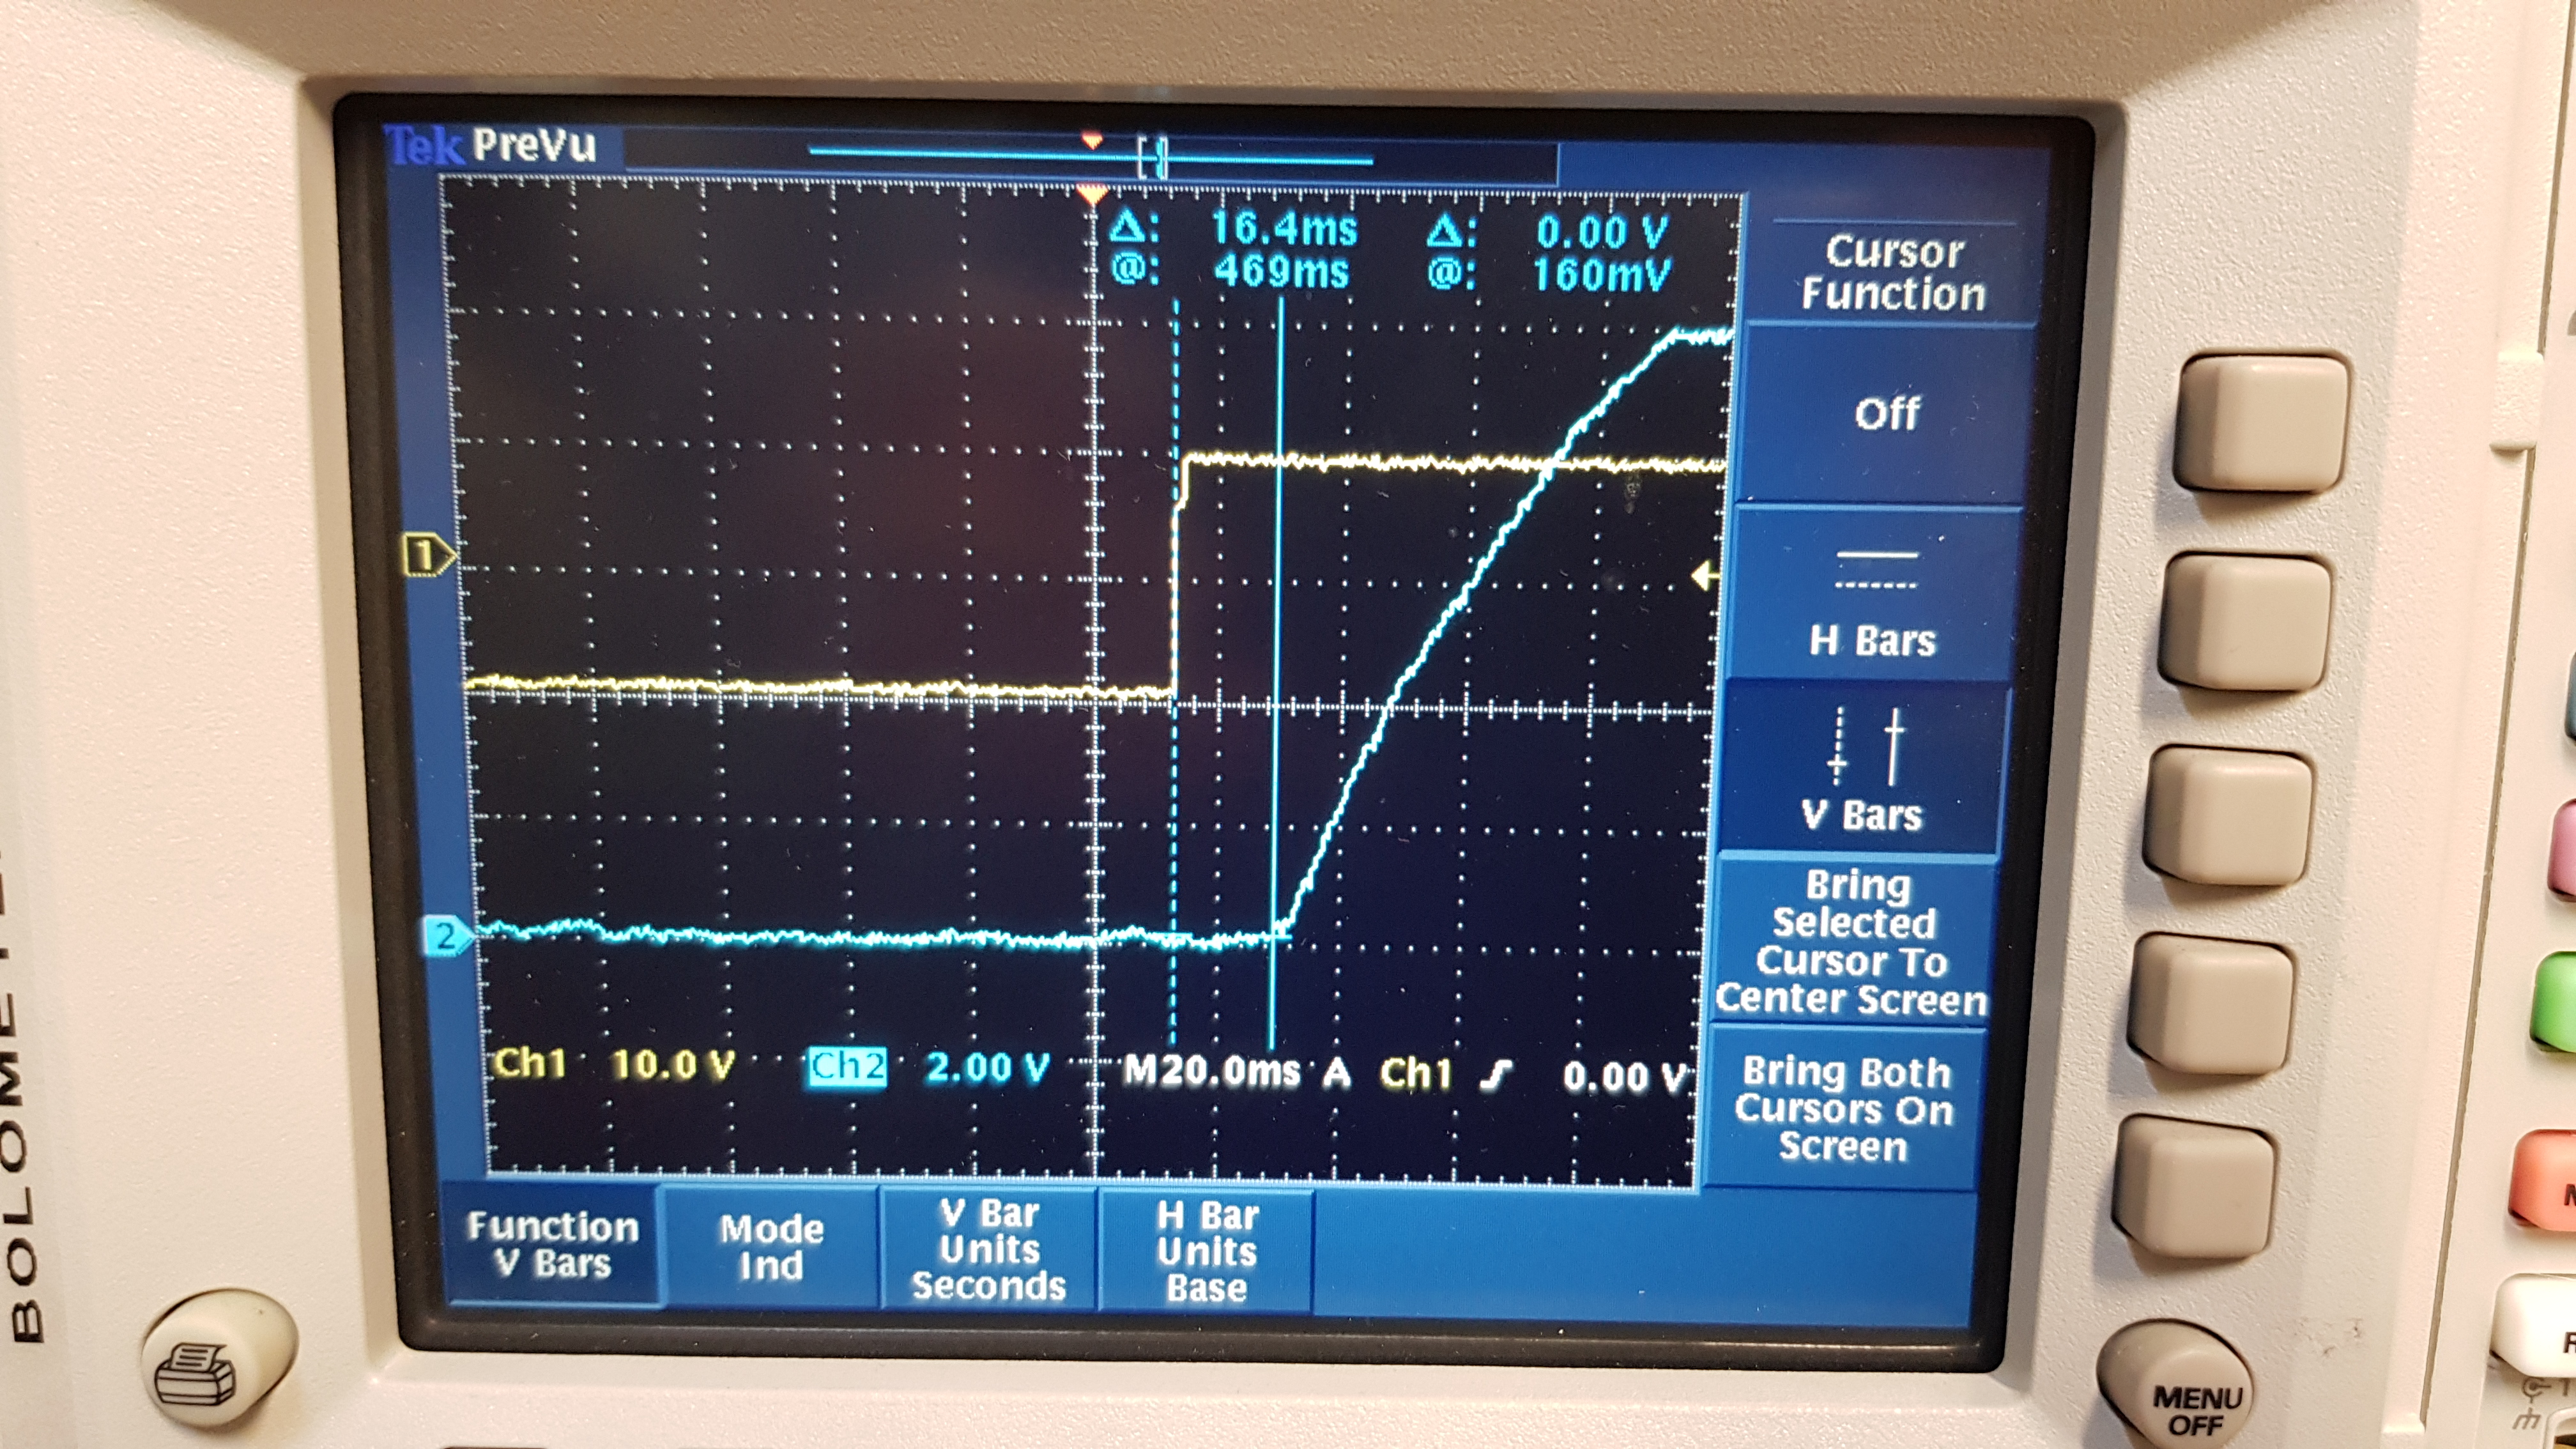 Tek PreVu
Δ: 16.4ms Δ: 0.00 V
@: 469ms @: 160mV
Cursor
Function
Off
1
H Bars
V Bars
2
Bring
Selected
Cursor To
Center Screen
Ch1 10.0 V Ch2 2.00 V M20.0ms A Ch1 0.00 V
Bring Both
Cursors On
Screen
Function
V Bars
Mode
Ind
V Bar
Units
Seconds
H Bar
Units
Base
MENU
OFF